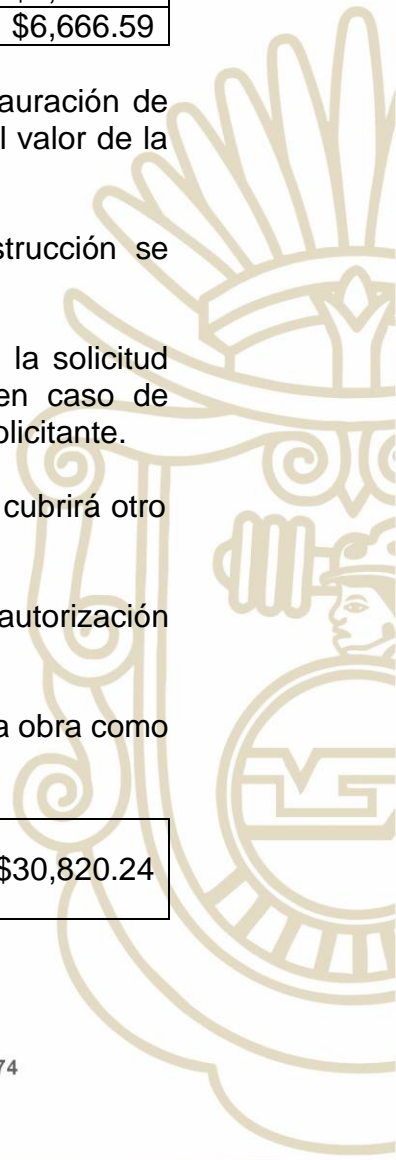 $6,666.59
auración de
l valor de la
strucción se
la solicitud
en caso de
olicitante.
cubrirá otro
autorización
a obra como
$30,820.24
74